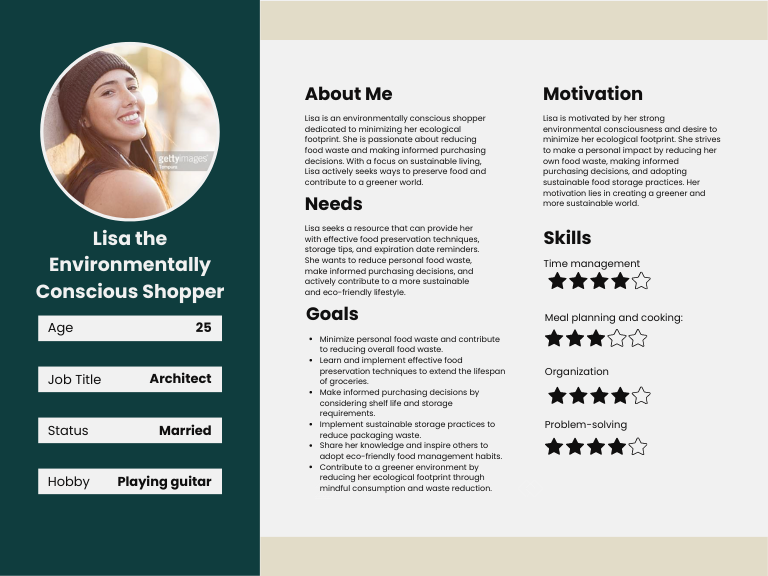 gettyimages
Lisa the
Environmentally
Conscious Shopper
Age 25
Job Title Architect
Status Married
Hobby Playing guitar
About Me
Lisa is an environmentally conscious shopper
dedicated to minimizing her ecological
footprint. She is passionate about reducing
food waste and making informed purchasing
decisions. With a focus on sustainable living,
Lisa actively seeks ways to preserve food and
contribute to a greener world.
Needs
Lisa seeks a resource that can provide her
with effective food preservation techniques,
storage tips, and expiration date reminders.
She wants to reduce personal food waste,
make informed purchasing decisions, and
actively contribute to a more sustainable
and eco-friendly lifestyle.
Goals
• Minimize personal food waste and contribute
to reducing overall food waste.
• Learn and implement effective food
preservation techniques to extend the lifespan
of groceries.
• Make informed purchasing decisions by
considering shelf life and storage
requirements.
• Implement sustainable storage practices to
reduce packaging waste.
• Share her knowledge and inspire others to
adopt eco-friendly food management habits.
• Contribute to a greener environment by
reducing her ecological footprint through
mindful consumption and waste reduction.
Motivation
Lisa is motivated by her strong
environmental consciousness and desire to
minimize her ecological footprint. She strives
to make a personal impact by reducing her
own food waste, making informed
purchasing decisions, and adopting
sustainable food storage practices. Her
motivation lies in creating a greener and
more sustainable world.
Skills
Time management
Meal planning and cooking:
Organization
Problem-solving